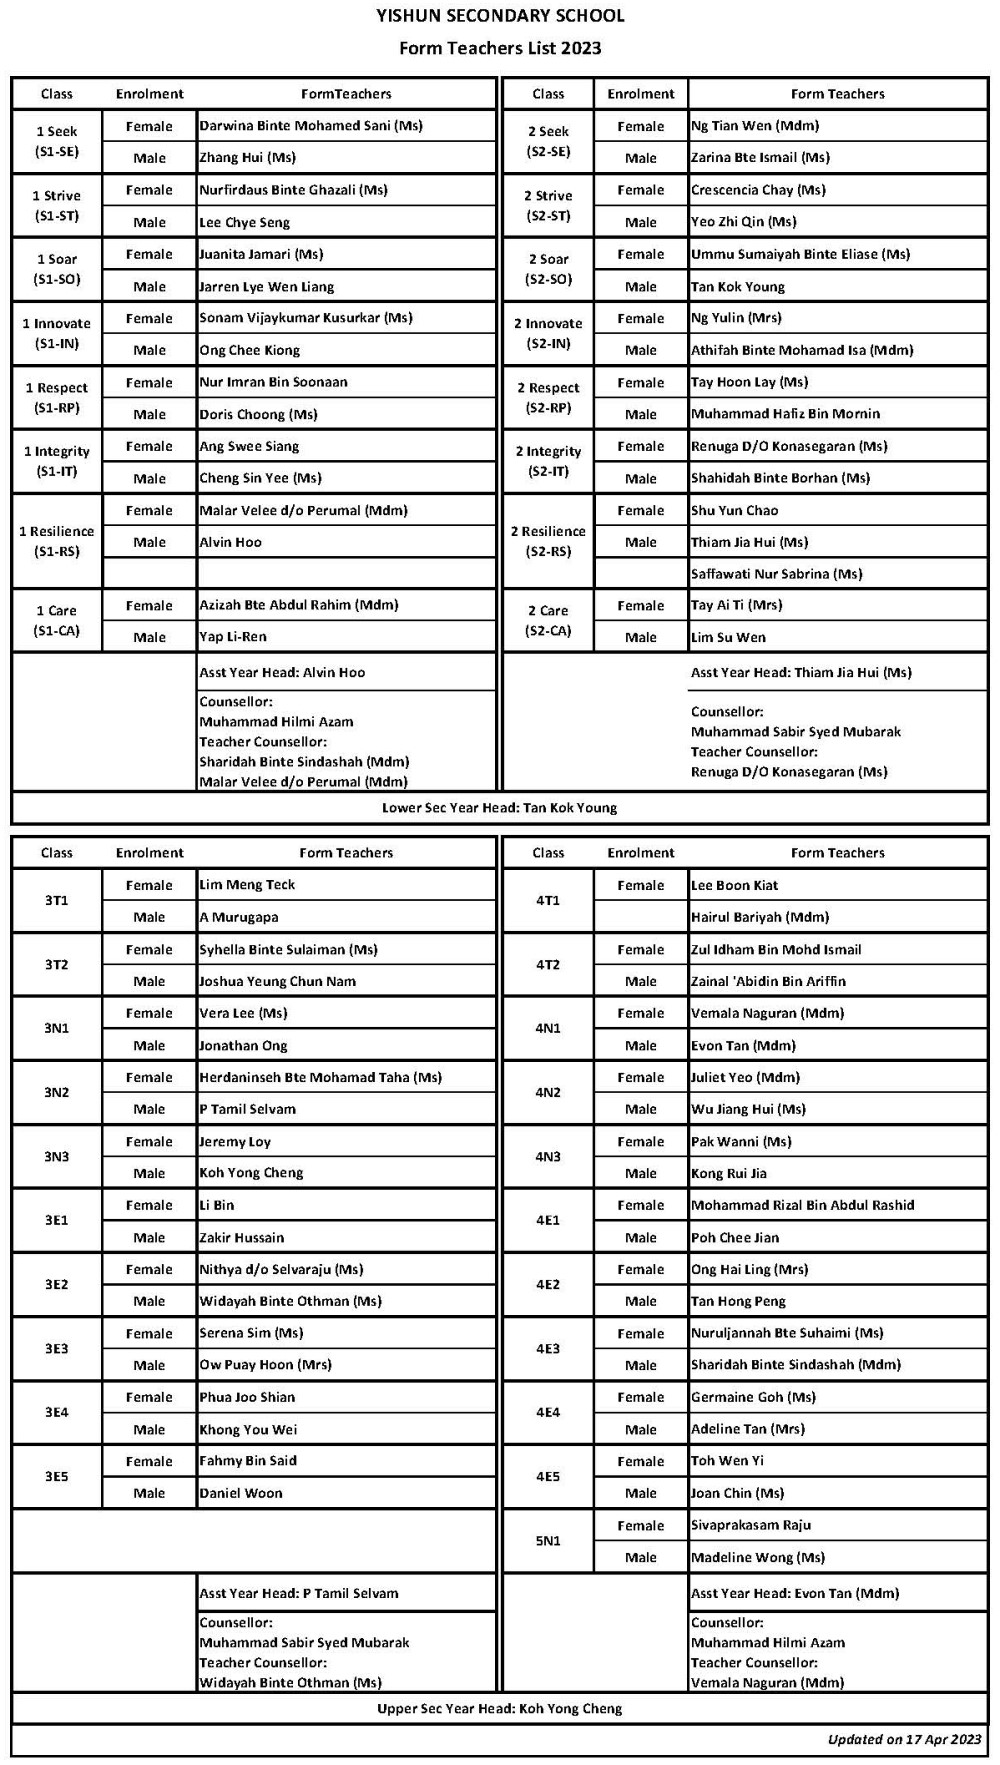 YISHUN SECONDARY SCHOOL
Form Teachers List 2023
Class Enrolment FormTeachers Class Enrolment Form Teachers
1 Seek (S1-SE) Female Darwina Binte Mohamed Sani (Ms) 2 Seek (S2-SE) Female Ng Tian Wen (Mdm)
Male Zhang Hui (Ms) Male Zarina Bte Ismail (Ms)
1 Strive (S1-ST) Female Nurfirdaus Binte Ghazali (Ms) 2 Strive (S2-ST) Female Crescencia Chay (Ms)
Male Lee Chye Seng Male Yeo Zhi Qin (Ms)
1 Soar (S1-SO) Female Juanita Jamari (Ms) 2 Soar (S2-SO) Female Ummu Sumaiyah Binte Eliase (Ms)
Male Jarren Lye Wen Liang Male Tan Kok Young
1 Innovate (S1-IN) Female Sonam Vijaykumar Kusurkar (Ms) 2 Innovate (S2-IN) Female Ng Yulin (Mrs)
Male Ong Chee Kiong Male Athifah Binte Mohamad Isa (Mdm)
1 Respect (S1-RP) Female Nur Imran Bin Soonaan 2 Respect (S2-RP) Female Tay Hoon Lay (Ms)
Male Doris Choong (Ms) Male Muhammad Hafiz Bin Mornin
1 Integrity (S1-IT) Female Ang Swee Siang 2 Integrity (S2-IT) Female Renuga D/O Konasegaran (Ms)
Male Cheng Sin Yee (Ms) Male Shahidah Binte Borhan (Ms)
1 Resilience (S1-RS) Female Malar Velee d/o Perumal (Mdm) 2 Resilience (S2-RS) Female Shu Yun Chao
Male Alvin Hoo Male Thiam Jia Hui (Ms)
Saffawati Nur Sabrina (Ms)
1 Care (S1-CA) Female Azizah Bte Abdul Rahim (Mdm) 2 Care (S2-CA) Female Tay Ai Ti (Mrs)
Male Yap Li-Ren Male Lim Su Wen
Asst Year Head: Alvin Hoo Asst Year Head: Thiam Jia Hui (Ms)
Counsellor:
Muhammad Hilmi Azam
Teacher Counsellor:
Sharidah Binte Sindashah (Mdm)
Malar Velee d/o Perumal (Mdm)
Counsellor:
Muhammad Sabir Syed Mubarak
Teacher Counsellor:
Renuga D/O Konasegaran (Ms)
Lower Sec Year Head: Tan Kok Young
Class Enrolment Form Teachers Class Enrolment Form Teachers
3T1 Female Lim Meng Teck 4T1 Female Lee Boon Kiat
Male A Murugapa Hairul Bariyah (Mdm)
3T2 Female Syhella Binte Sulaiman (Ms) 4T2 Female Zul Idham Bin Mohd Ismail
Male Joshua Yeung Chun Nam Male Zainal 'Abidin Bin Ariffin
3N1 Female Vera Lee (Ms) 4N1 Female Vemala Naguran (Mdm)
Male Jonathan Ong Male Evon Tan (Mdm)
3N2 Female Herdaninseh Bte Mohamad Taha (Ms) 4N2 Female Juliet Yeo (Mdm)
Male P Tamil Selvam Male Wu Jiang Hui (Ms)
3N3 Female Jeremy Loy 4N3 Female Pak Wanni (Ms)
Male Koh Yong Cheng Male Kong Rui Jia
3E1 Female Li Bin 4E1 Female Mohammad Rizal Bin Abdul Rashid
Male Zakir Hussain Male Poh Chee Jian
3E2 Female Nithya d/o Selvaraju (Ms) 4E2 Female Ong Hai Ling (Mrs)
Male Widayah Binte Othman (Ms) Male Tan Hong Peng
3E3 Female Serena Sim (Ms) 4E3 Female Nuruljannah Bte Suhaimi (Ms)
Male Ow Puay Hoon (Mrs) Male Sharidah Binte Sindashah (Mdm)
3E4 Female Phua Joo Shian 4E4 Female Germaine Goh (Ms)
Male Khong You Wei Male Adeline Tan (Mrs)
3E5 Female Fahmy Bin Said 4E5 Female Toh Wen Yi
Male Daniel Woon Male Joan Chin (Ms)
5N1 Female Sivaprakasam Raju
Male Madeline Wong (Ms)
Asst Year Head: P Tamil Selvam Asst Year Head: Evon Tan (Mdm)
Counsellor:
Muhammad Sabir Syed Mubarak
Teacher Counsellor:
Widayah Binte Othman (Ms)
Counsellor:
Muhammad Hilmi Azam
Teacher Counsellor:
Vemala Naguran (Mdm)
Upper Sec Year Head: Koh Yong Cheng
Updated on 17 Apr 2023